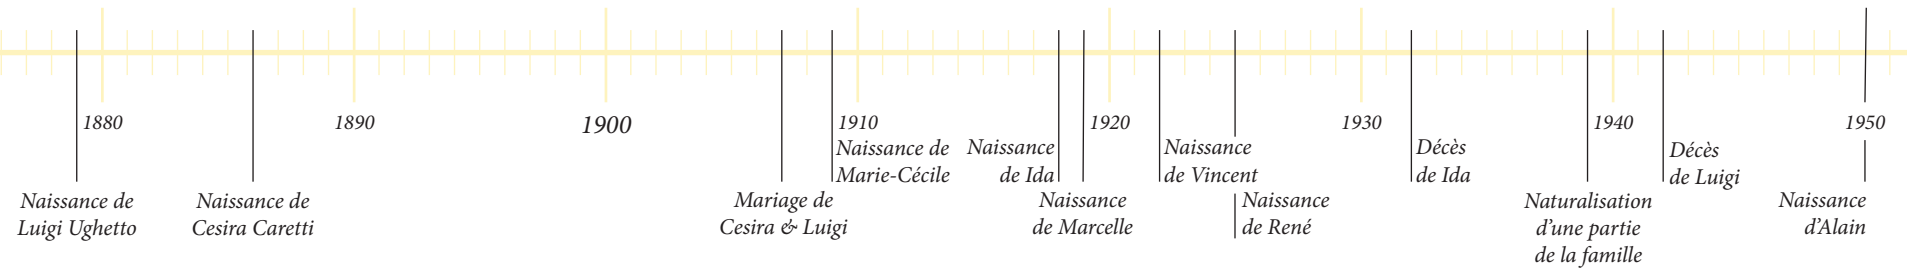 1880
1890
1900
1910
1920
1930
1940
1950
Naissance de
Luigi Ughetto
Naissance de
Cesira Caretti
Mariage de
Cesira & Luigi
Naissance de
Marie-Cécile
Naissance
de Ida
Naissance
de Marcelle
Naissance
de Vincent
Naissance
de René
Décès
de Ida
Naturalisation
d'une partie
de la famille
Décès
de Luigi
Naissance
d'Alain